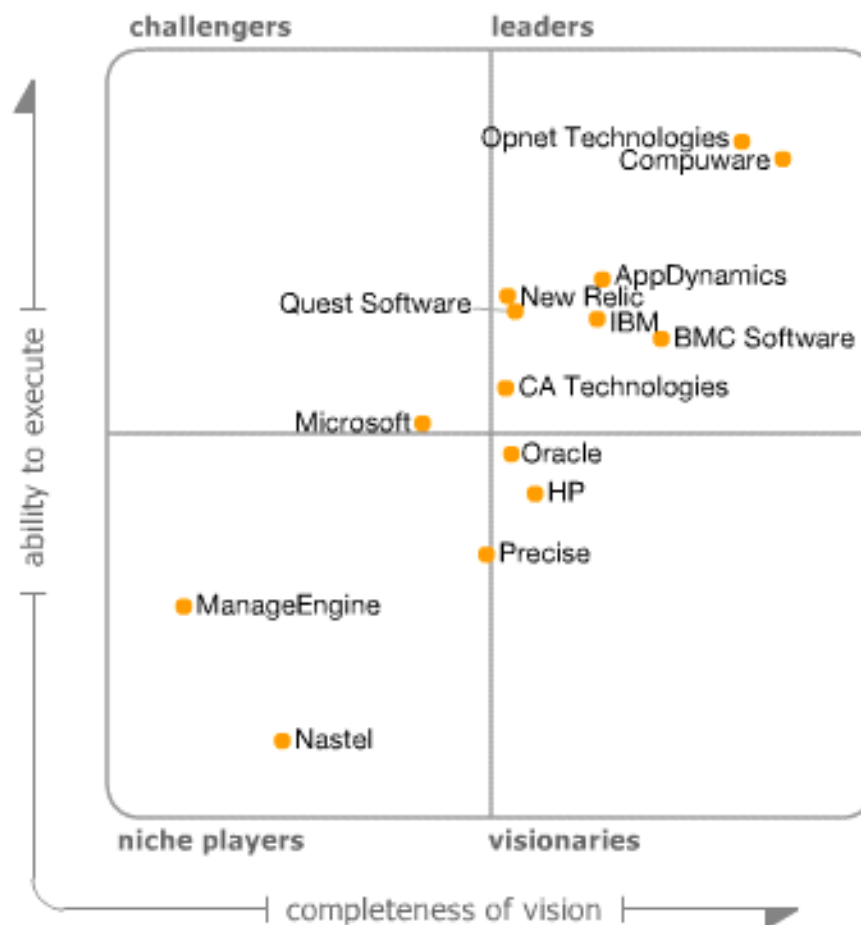 challengers
leaders
Opnet Technologies
Compuware
AppDynamics
New Relic
Quest Software
IBM
BMC Software
CA Technologies
Microsoft
Oracle
HP
Precise
ManageEngine
Nastel
ability to execute
niche players
visionaries
completeness of vision